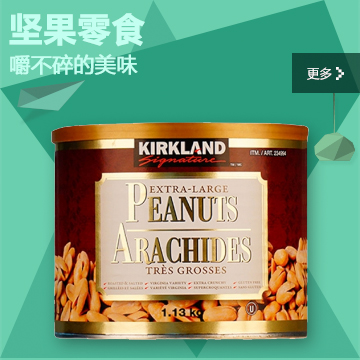 坚果零食
嚼不碎的美味
更多 >
KIRKLAND
Signature
ITM. / ART. 234994
EXTRA-LARGE
PEANUTS
ARACHIDES
TRÈS GROSSES
1.13 kg
U